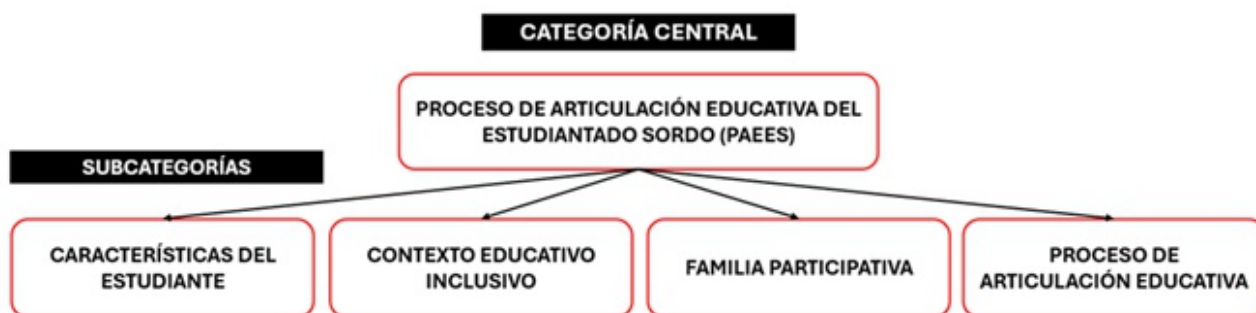 CATEGORÍA CENTRAL
PROCESO DE ARTICULACIÓN EDUCATIVA DEL
ESTUDIANTADO SORDO (PAEES)
SUBCATEGORÍAS
CARACTERÍSTICAS DEL
ESTUDIANTE
CONTEXTO EDUCATIVO
INCLUSIVO
FAMILIA PARTICIPATIVA
PROCESO DE
ARTICULACIÓN EDUCATIVA